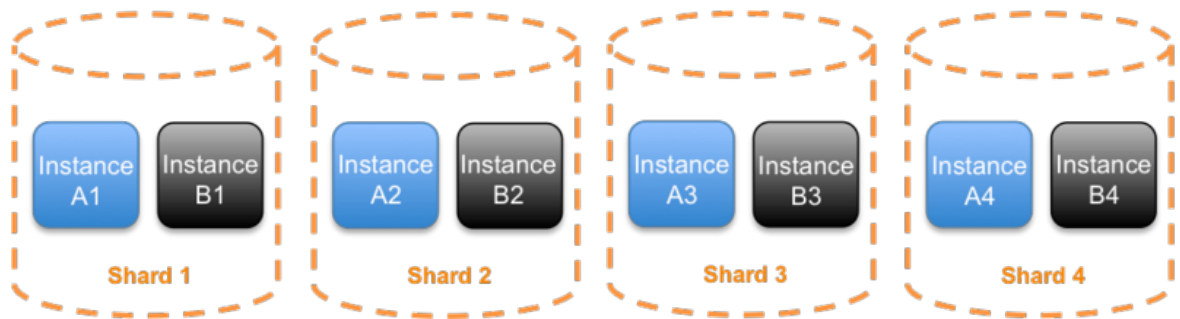 Instance
A1
Instance
B1
Shard 1
Instance
A2
Instance
B2
Shard 2
Instance
A3
Instance
B3
Shard 3
Instance
A4
Instance
B4
Shard 4